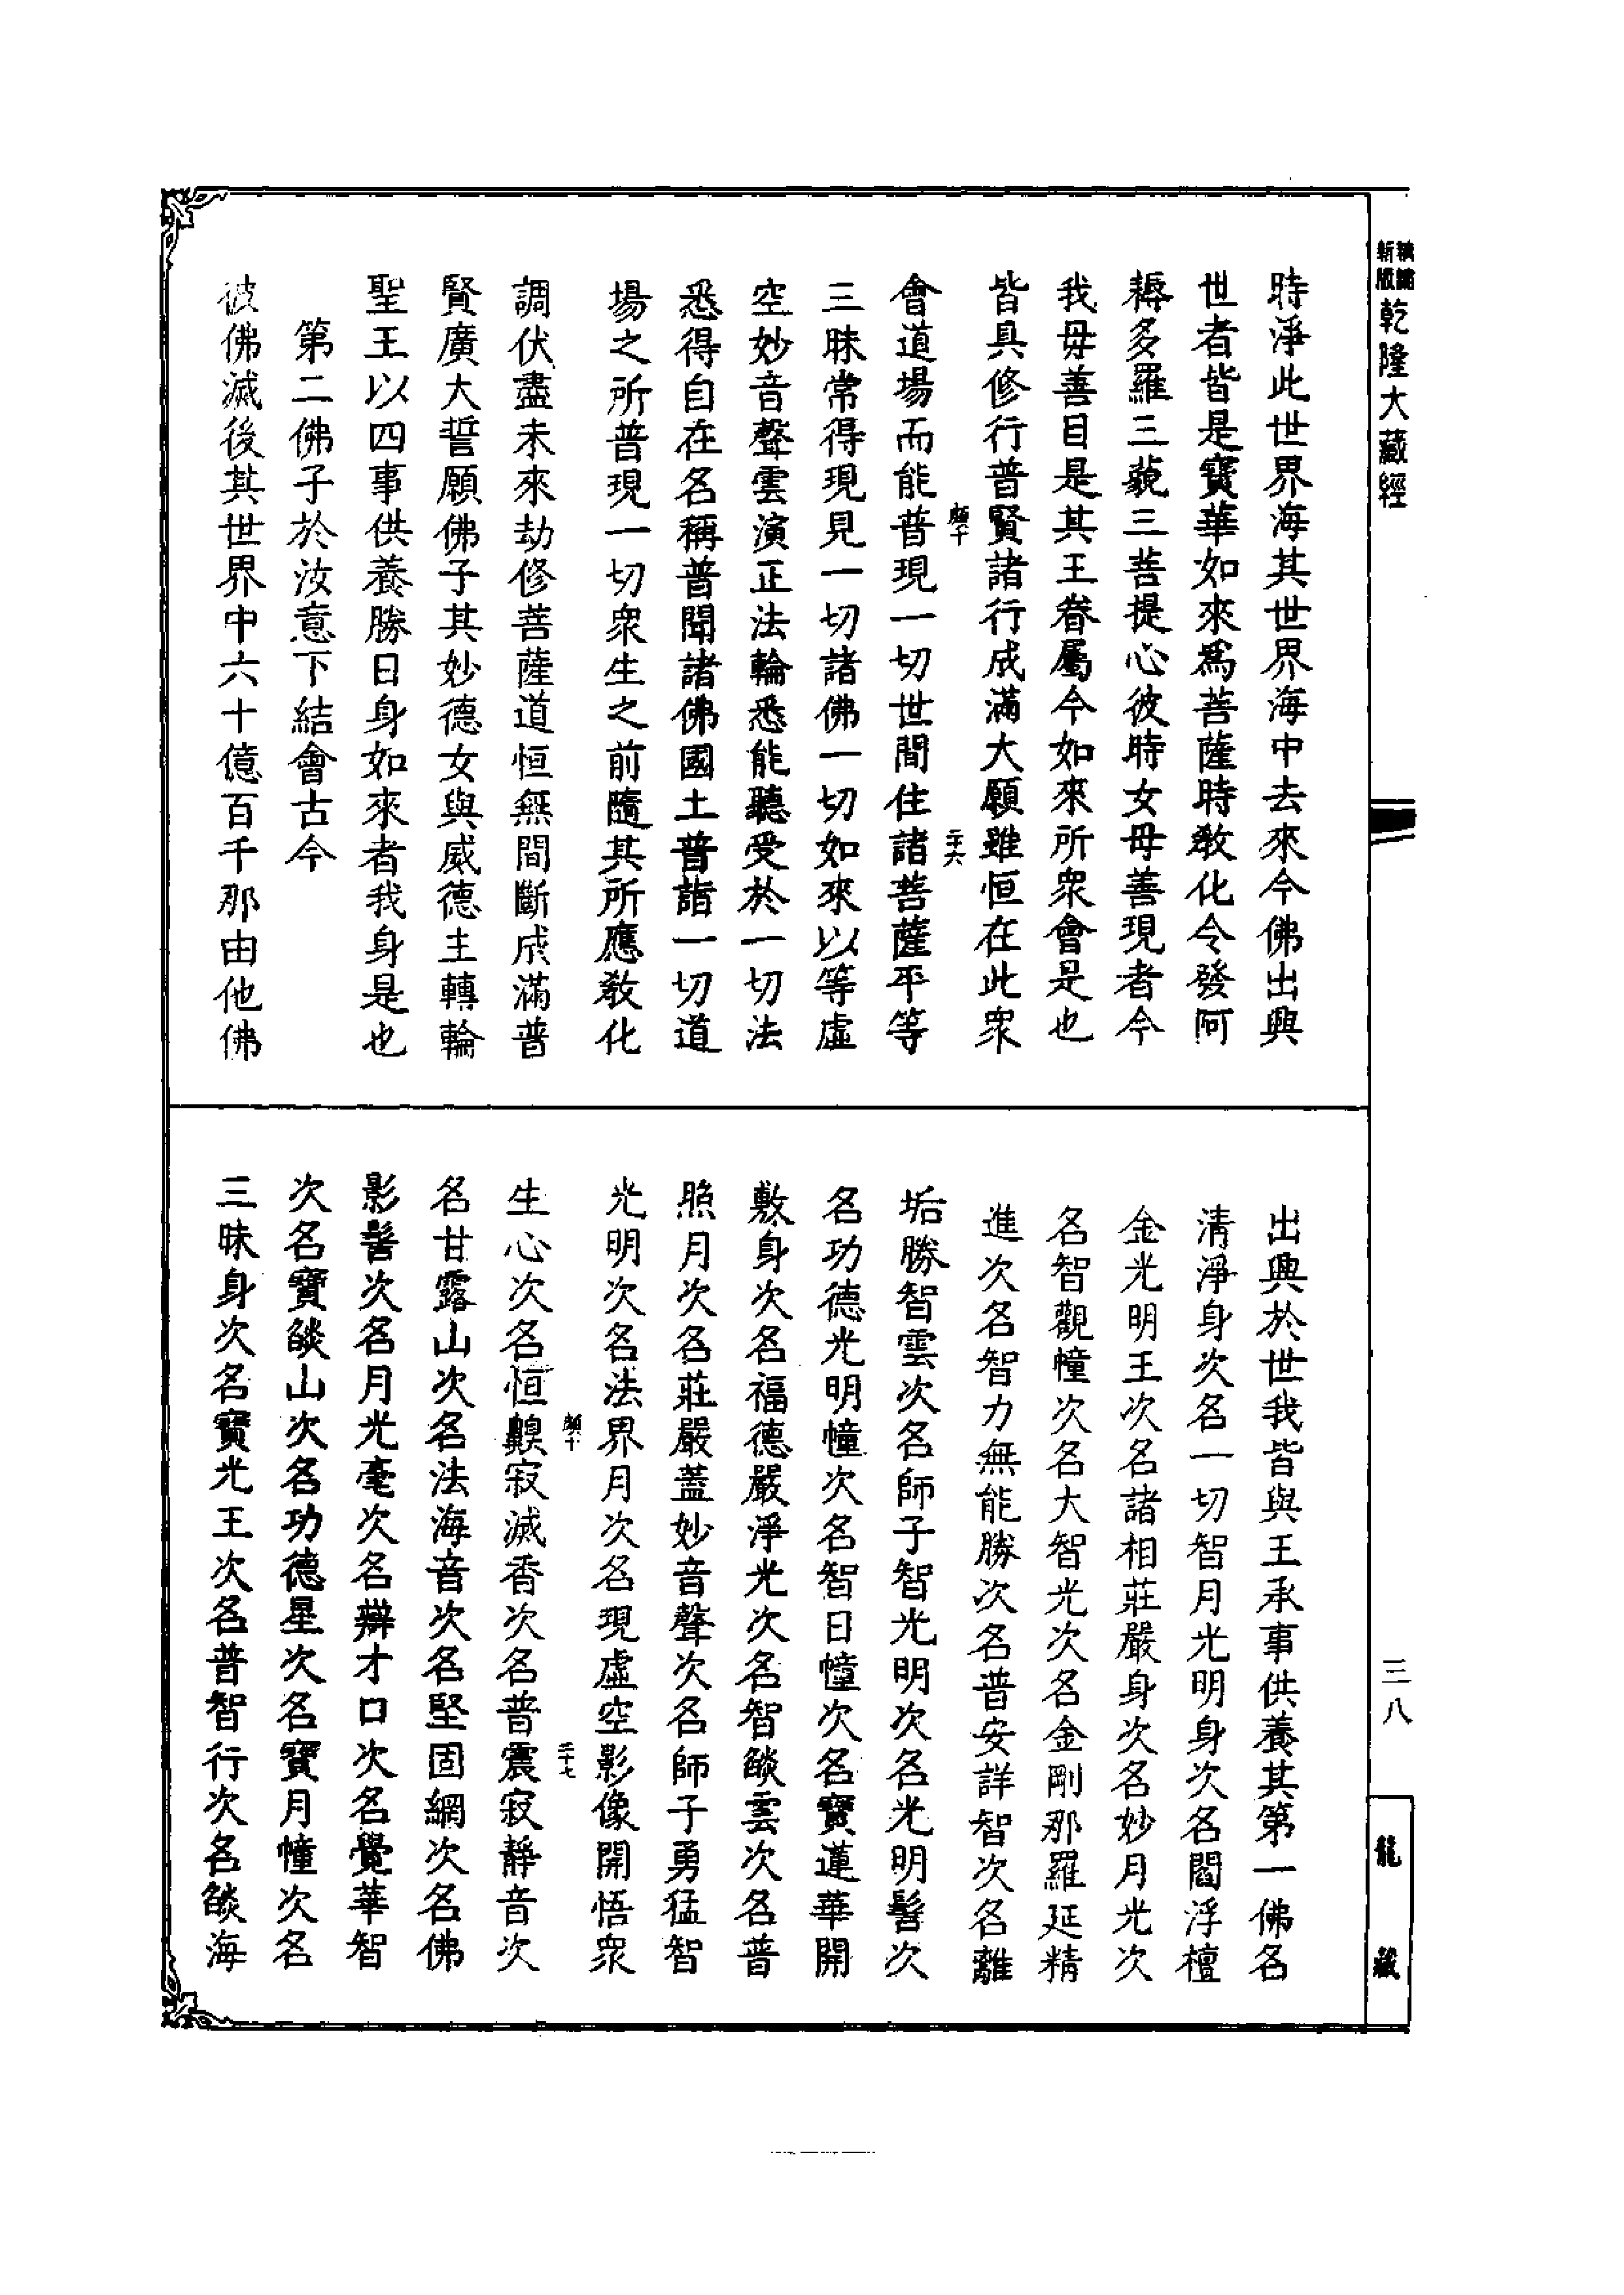 精縮新版乾隆大藏經
時淨此世界海其世界海中去來今佛出興
世者皆是寶華如來爲菩薩時教化令發阿
耨多羅三藐三菩提心彼時女母善現者今
我母善目是其王眷屬今如來所衆會是也
皆具修行普賢諸行成滿大願雖恒在此衆
會道場而能普現一切世間住諸菩薩平等
三昧常得現見一切諸佛一切如來以等虛
空妙音聲雲演正法輪悉能聽受於一切法
悉得自在名稱普聞諸佛國土普詣一切道
場之所普現一切衆生之前隨其所應教化
調伏盡未來劫修菩薩道恒無間斷成滿普
賢廣大誓願佛子其妙德女與威德主轉輪
聖王以四事供養勝日身如來者我身是也
第二佛子於汝意下結會古今
彼佛滅後其世界中六十億百千那由他佛
二十六
出興於世我皆與王承事供養其第一佛名
清淨身次名一切智月光明身次名閻浮檀
金光明王次名諸相莊嚴身次名妙月光次
名智觀幢次名大智光次名金剛那羅延精
進次名智力無能勝次名普安詳智次名離
垢勝智雲次名師子智光明次名光明髻次
名功德光明幢次名智日幢次名寶蓮華開
敷身次名福德嚴淨光次名智燄雲次名普
照月次名莊嚴蓋妙音聲次名師子勇猛智
光明次名法界月次名現虛空影像開悟衆
生心次名恒齅寂滅香次名普震寂靜音次
名甘露山次名法海音次名堅固網次名佛
影髻次名月光毫次名辯才口次名覺華智
次名寶燄山次名功德星次名寶月幢次名
三昧身次名寶光王次名普智行次名燄海
二十七
三八
龍藏